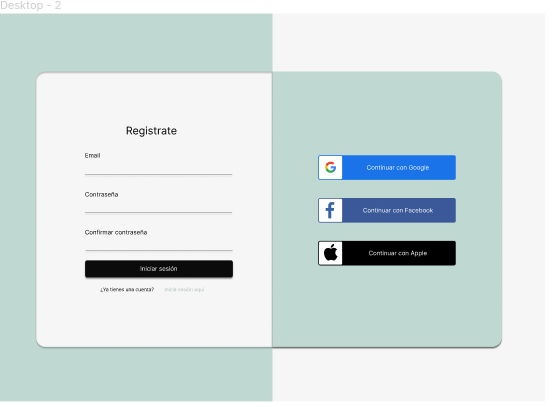 Desktop - 2
Registrate
Email
Contraseña
Confirmar contraseña
Iniciar sesión
¿Ya tienes una cuenta? Inicie sesión aquí
Continuar con Google
Continuar con Facebook
Continuar con Apple